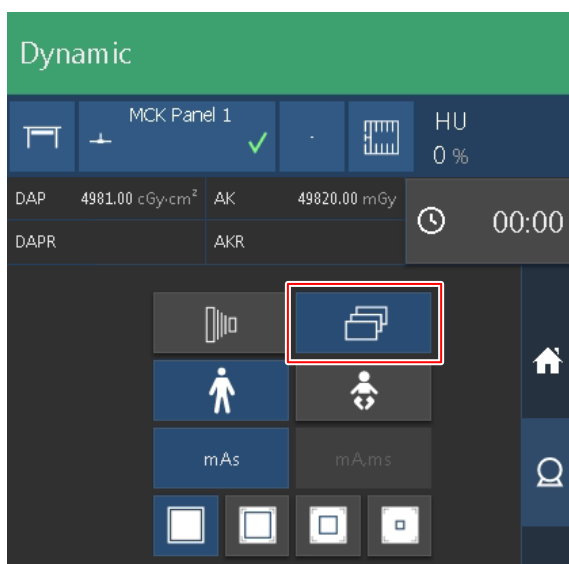 Dynamic
MCK Panel 1
-
HU
0 %
DAP 4981.00 cGy·cm² AK 49820.00 mGy
00:00
DAPR AKR
mAs mA,ms